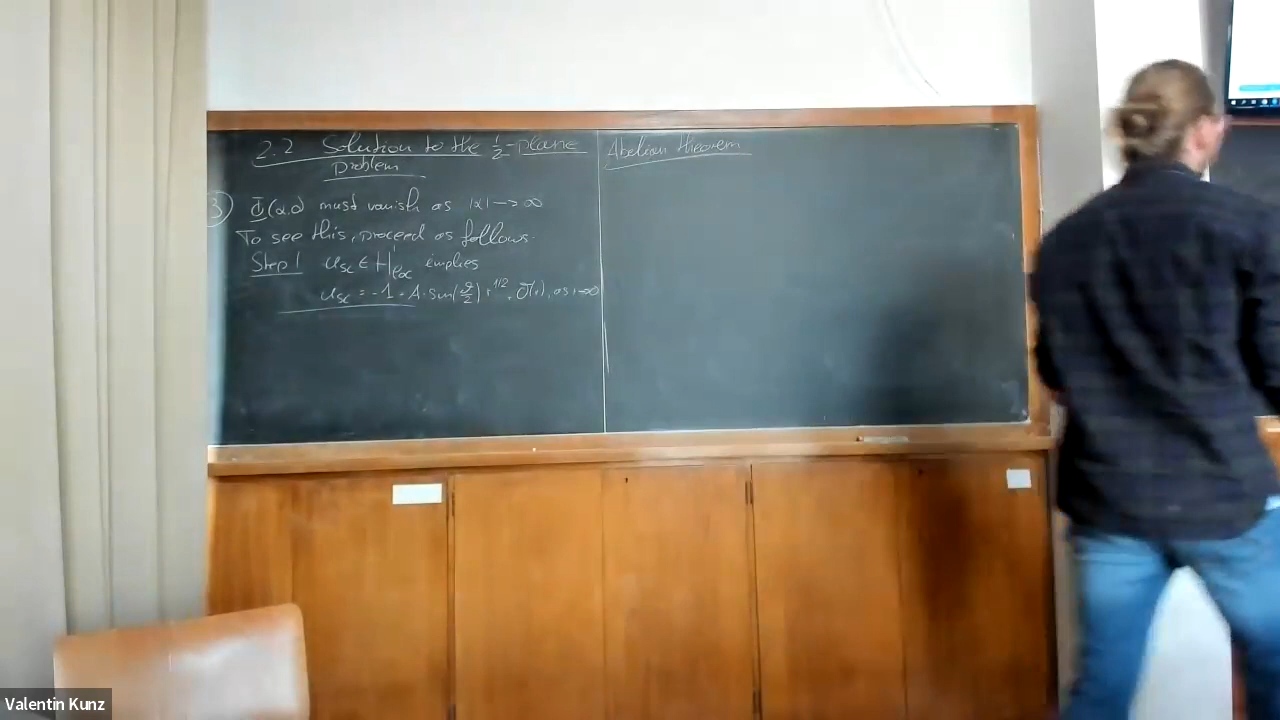 2.2 Solution to the ½-plane
problem
③ Φ(α,0) must vanish as |α| → ∞
To see this, proceed as follows.
Step 1 u_sc ∈ H¹_loc implies
u_sc = -1 + A·sin(ϑ/2) r^1/2 + O(r), as r→0
Abelian theorem
Valentin Kunz